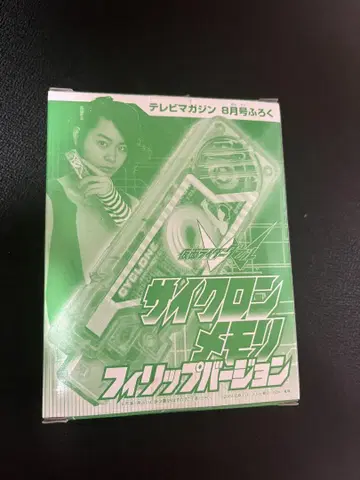 テレビマガジン 8月号ふろく
CYCLONE
仮面ライダーW
サイクロン
メモリ
フィリップバージョン